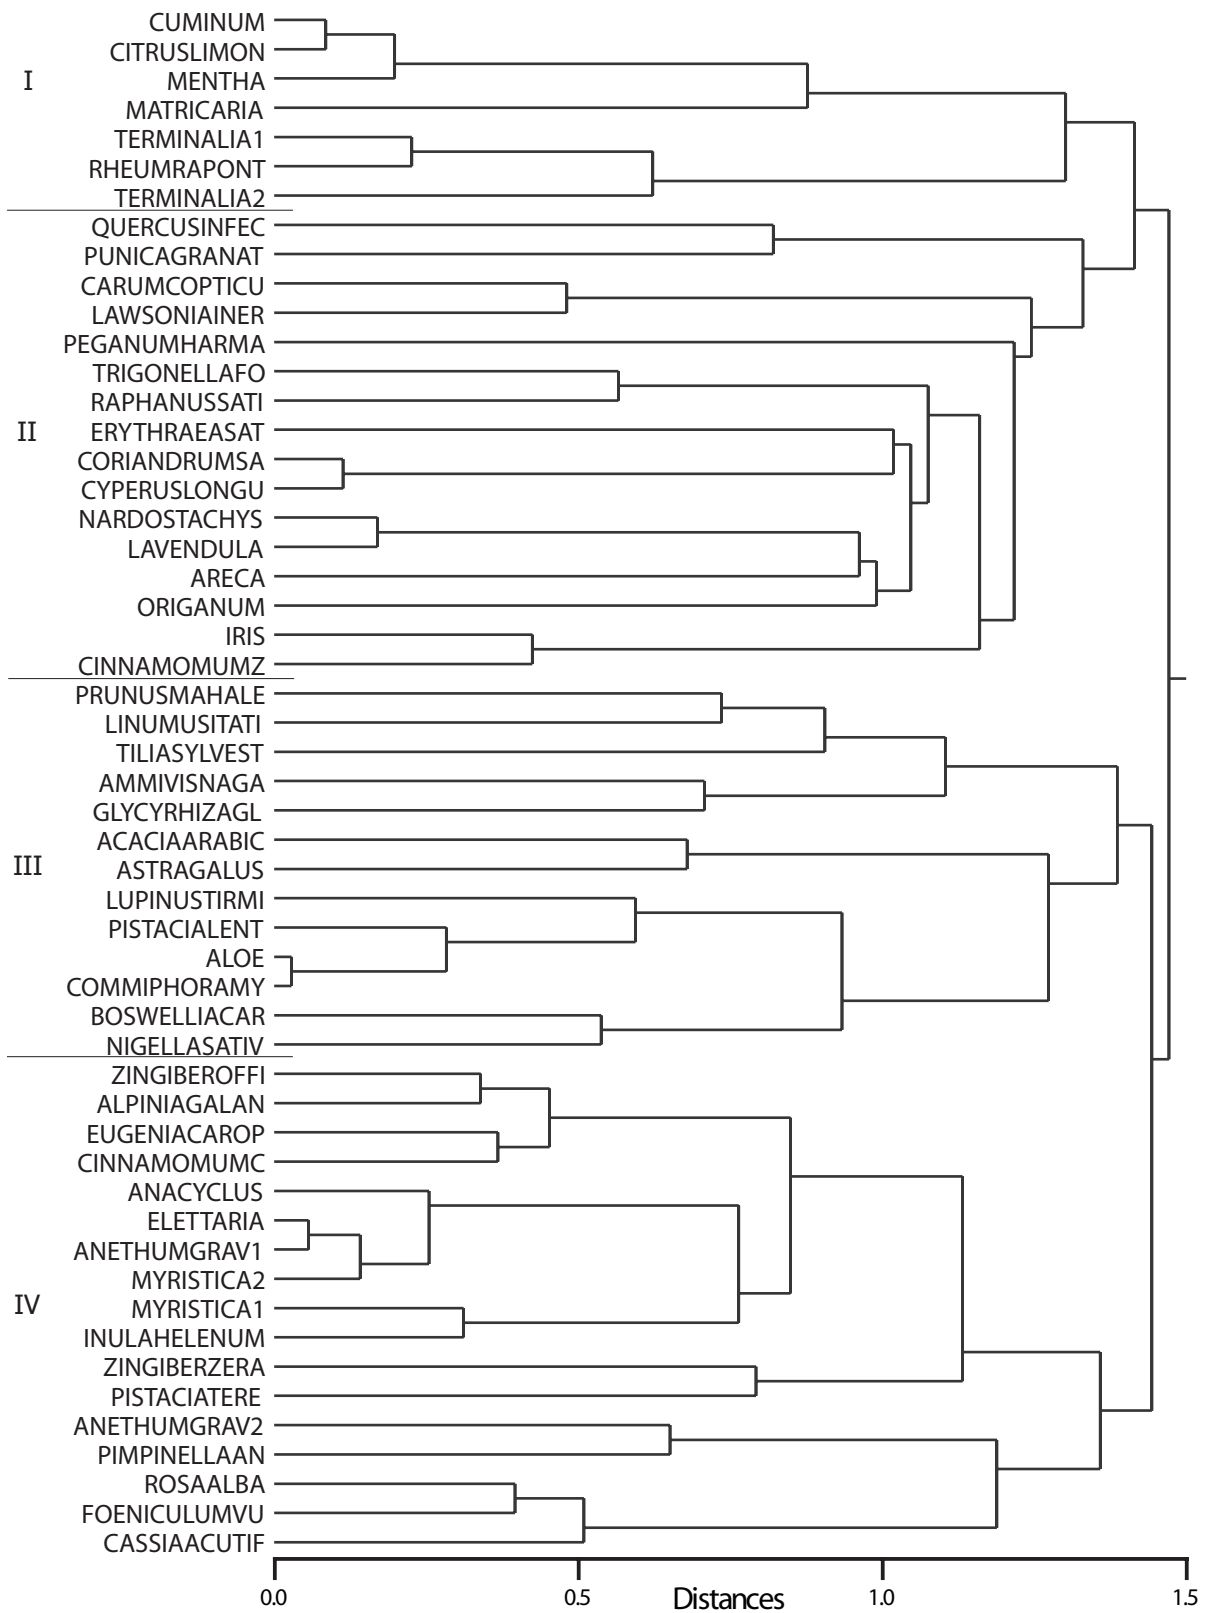 CUMINUM
CITRUSLIMON
I
MENTHA
MATRICARIA
TERMINALIA1
RHEUMRAPONT
TERMINALIA2
QUERCUSINFEC
PUNICAGRANAT
CARUMCOPTICU
LAWSONIAINER
PEGANUMHARMA
TRIGONELLAFO
RAPHANUSSATI
II
ERYTHRAEASAT
CORIANDRUMSA
CYPERUSLONGU
NARDOSTACHYS
LAVENDULA
ARECA
ORIGANUM
IRIS
CINNAMOMUMZ
PRUNUSMAHALE
LINUMUSITATI
TILIASYLVEST
AMMIVISNAGA
GLYCYRHIZAGL
ACACIAARABIC
III
ASTRAGALUS
LUPINUSTIRMI
PISTACIALENT
ALOE
COMMIPHORAMY
BOSWELLIACAR
NIGELLASATIV
ZINGIBEROFFI
ALPINIAGALAN
EUGENIACAROP
CINNAMOMUMC
ANACYCLUS
ELETTARIA
ANETHUMGRAV1
MYRISTICA2
IV
MYRISTICA1
INULAHELENUM
ZINGIBERZERA
PISTACIATERE
ANETHUMGRAV2
PIMPINELLAAN
ROSAALBA
FOENICULUMVU
CASSIAACUTIF
0.0 0.5 1.0 1.5
Distances